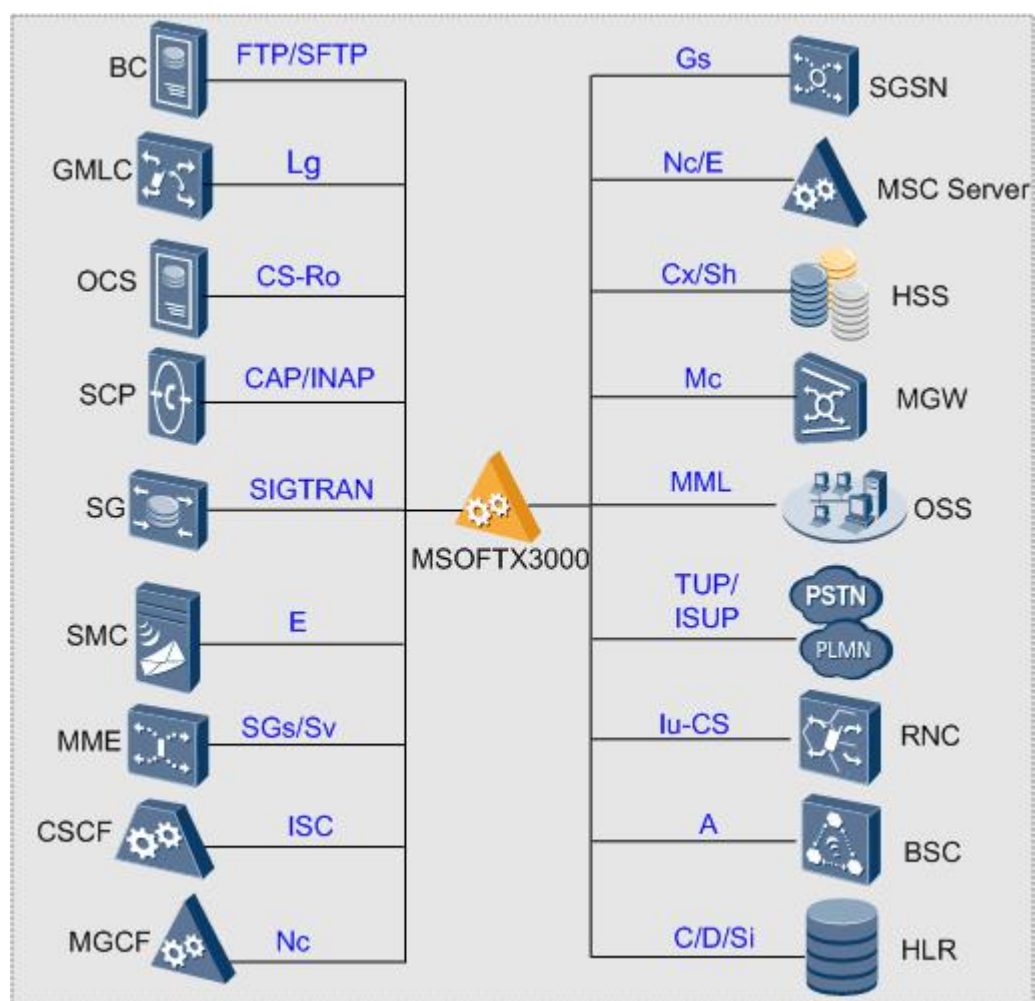 BC
FTP/SFTP
GMLC
Lg
OCS
CS-Ro
SCP
CAP/INAP
SG
SIGTRAN
SMC
E
MME
SGs/Sv
CSCF
ISC
MGCF
Nc
MSOFTX3000
Gs
SGSN
Nc/E
MSC Server
Cx/Sh
HSS
Mc
MGW
MML
OSS
TUP/
ISUP
PSTN
PLMN
Iu-CS
RNC
A
BSC
C/D/Si
HLR